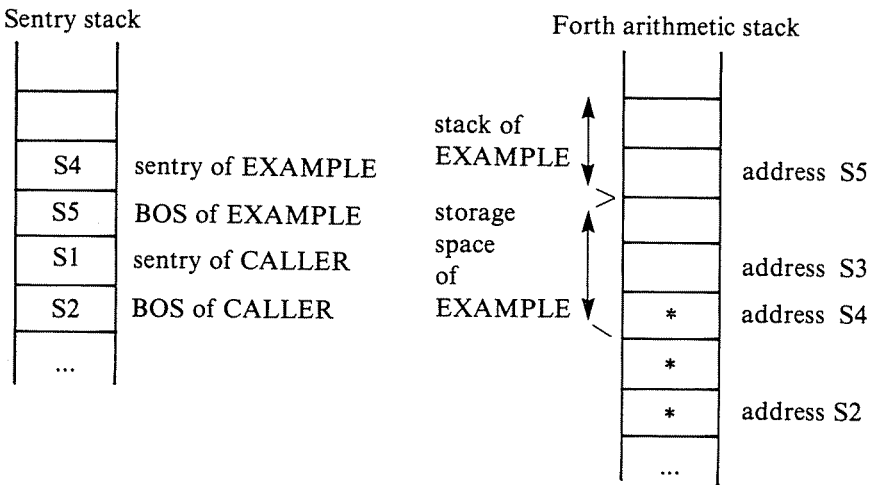 Sentry stack
S4 sentry of EXAMPLE
S5 BOS of EXAMPLE
S1 sentry of CALLER
S2 BOS of CALLER
...
Forth arithmetic stack
stack of
EXAMPLE
address S5
storage
space
of
EXAMPLE
address S3
* address S4
*
* address S2
...